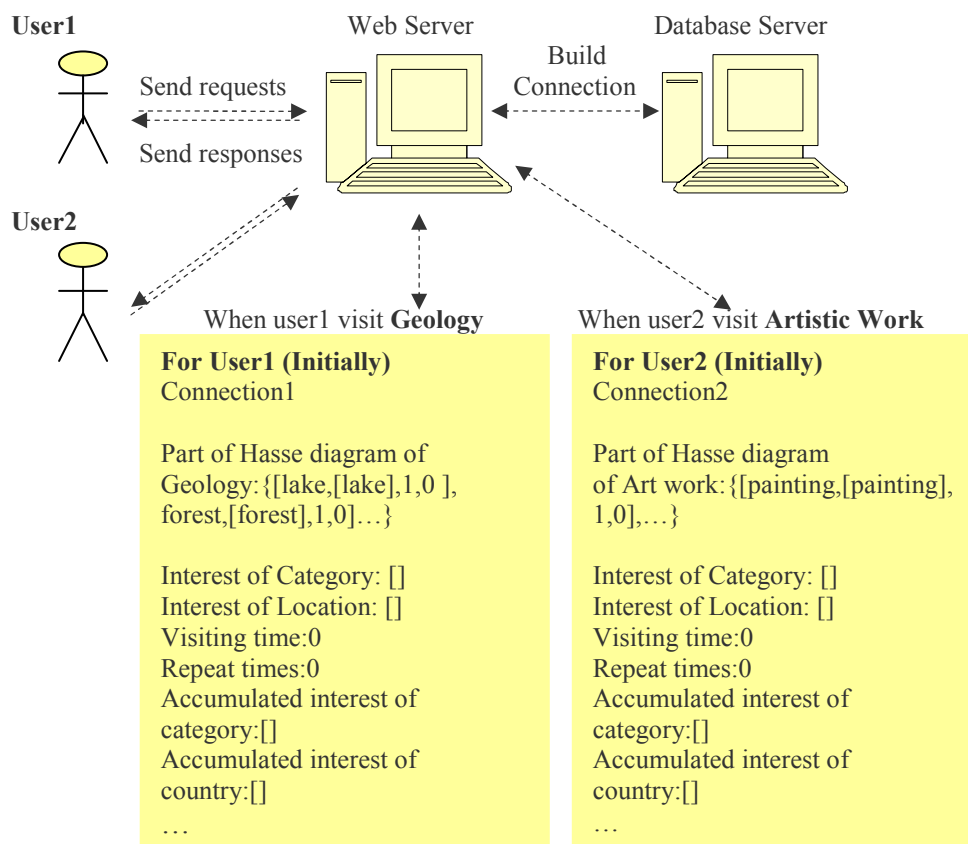 User1
Web Server
Database Server
Build
Connection
Send requests
Send responses
User2
When user1 visit Geology
For User1 (Initially)
Connection1
Part of Hasse diagram of
Geology:{[lake,[lake],1,0 ],
forest,[forest],1,0]…}
Interest of Category: []
Interest of Location: []
Visiting time:0
Repeat times:0
Accumulated interest of
category:[]
Accumulated interest of
country:[]
…
When user2 visit Artistic Work
For User2 (Initially)
Connection2
Part of Hasse diagram
of Art work:{[painting,[painting],
1,0],…}
Interest of Category: []
Interest of Location: []
Visiting time:0
Repeat times:0
Accumulated interest of
category:[]
Accumulated interest of
country:[]
…